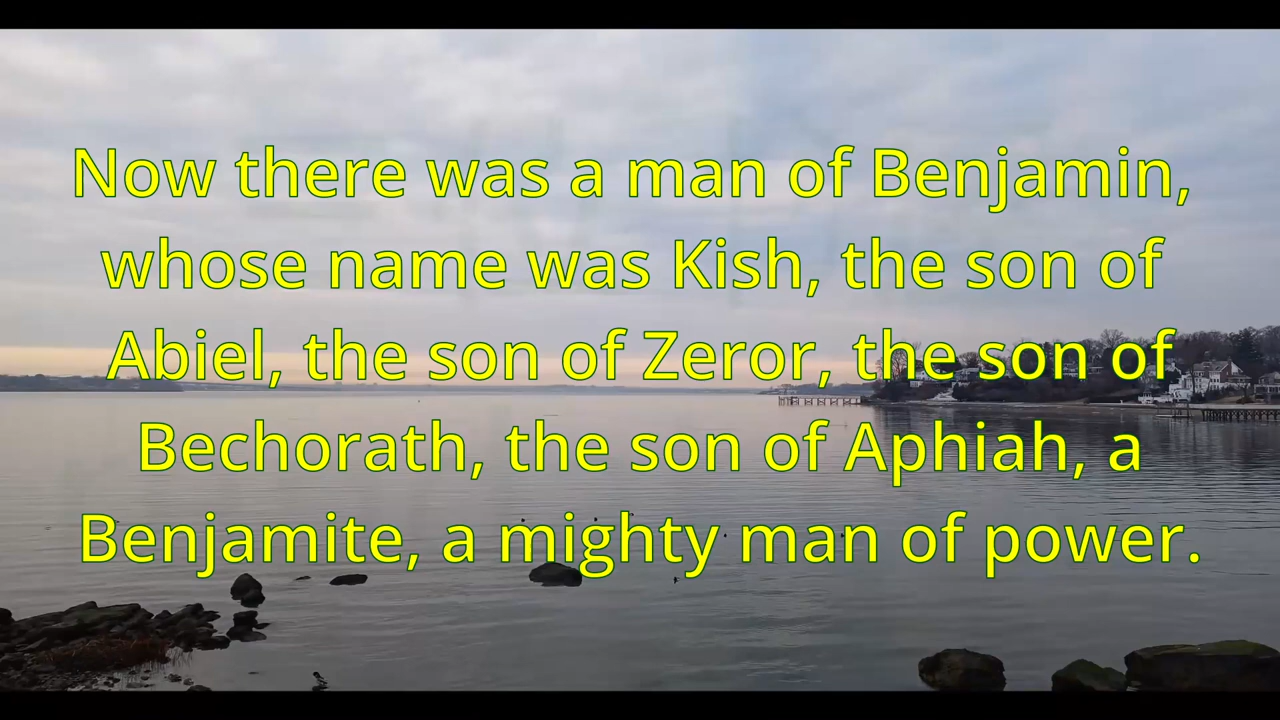 Now there was a man of Benjamin,
whose name was Kish, the son of
Abiel, the son of Zeror, the son of
Bechorath, the son of Aphiah, a
Benjamite, a mighty man of power.